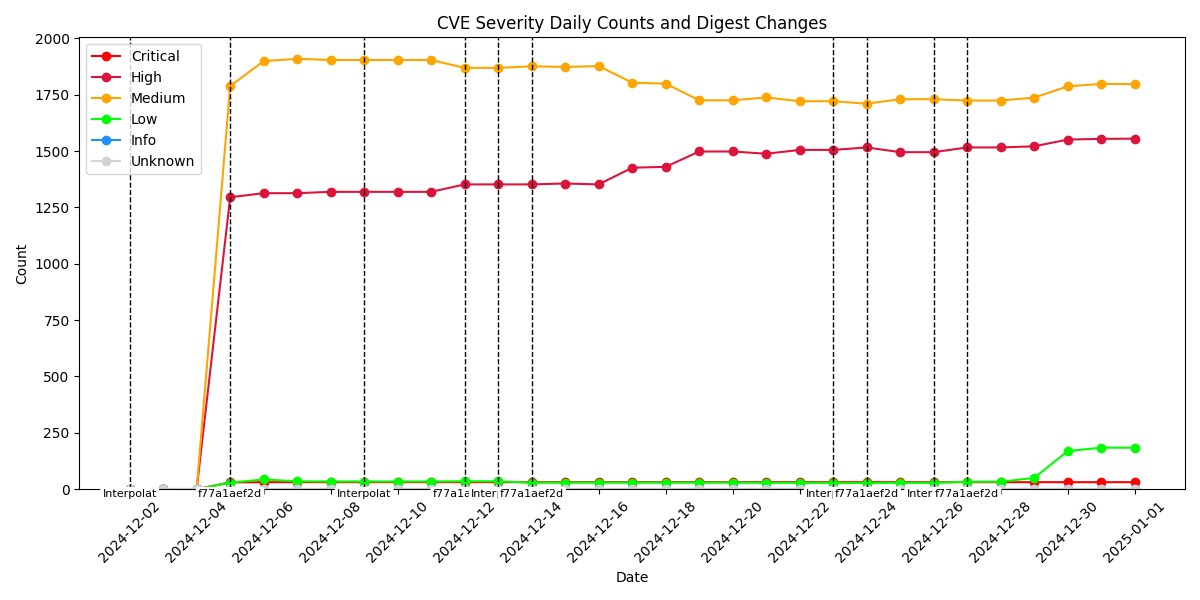 CVE Severity Daily Counts and Digest Changes
Critical
High
Medium
Low
Info
Unknown
Count
2000
1750
1500
1250
1000
750
500
250
0
Interpolat
f77a1aef2d
Interpolat
f77a1a
Inter
f77a1aef2d
Inter
f77a1aef2d
Inter
f77a1aef2d
2024-12-02
2024-12-04
2024-12-06
2024-12-08
2024-12-10
2024-12-12
2024-12-14
2024-12-16
2024-12-18
2024-12-20
2024-12-22
2024-12-24
2024-12-26
2024-12-28
2024-12-30
2025-01-01
Date